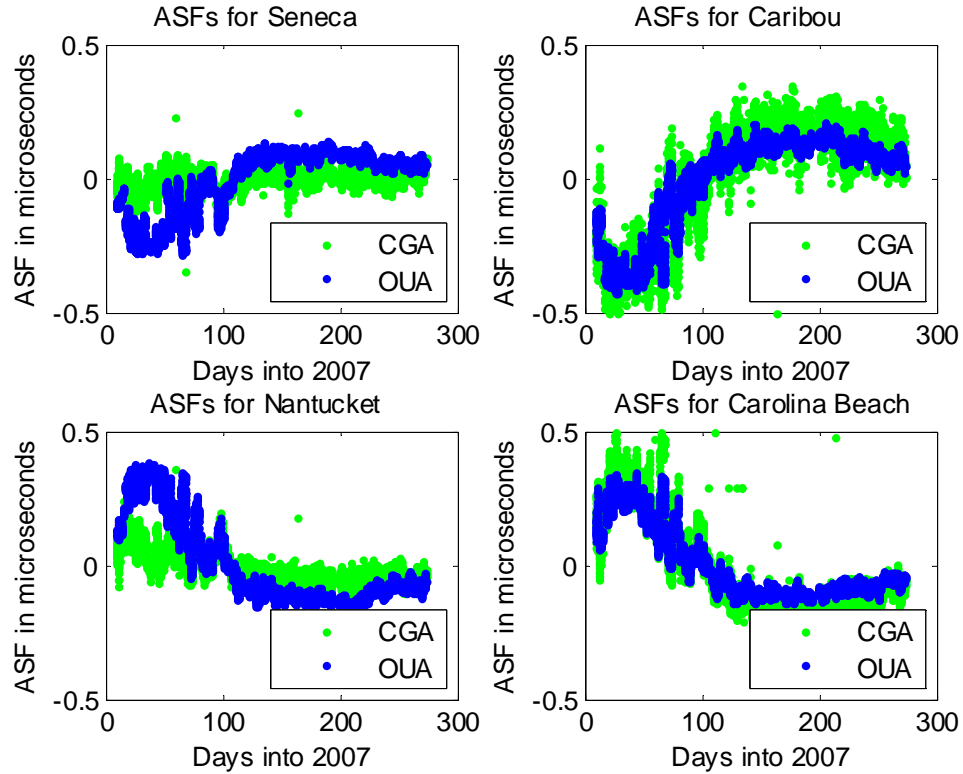 ASFs for Seneca
ASF in microseconds
0.5
0
-0.5
0
100
200
300
Days into 2007
CGA
OUA
ASFs for Caribou
ASF in microseconds
0.5
0
-0.5
0
100
200
300
Days into 2007
CGA
OUA
ASFs for Nantucket
ASF in microseconds
0.5
0
-0.5
0
100
200
300
Days into 2007
CGA
OUA
ASFs for Carolina Beach
ASF in microseconds
0.5
0
-0.5
0
100
200
300
Days into 2007
CGA
OUA